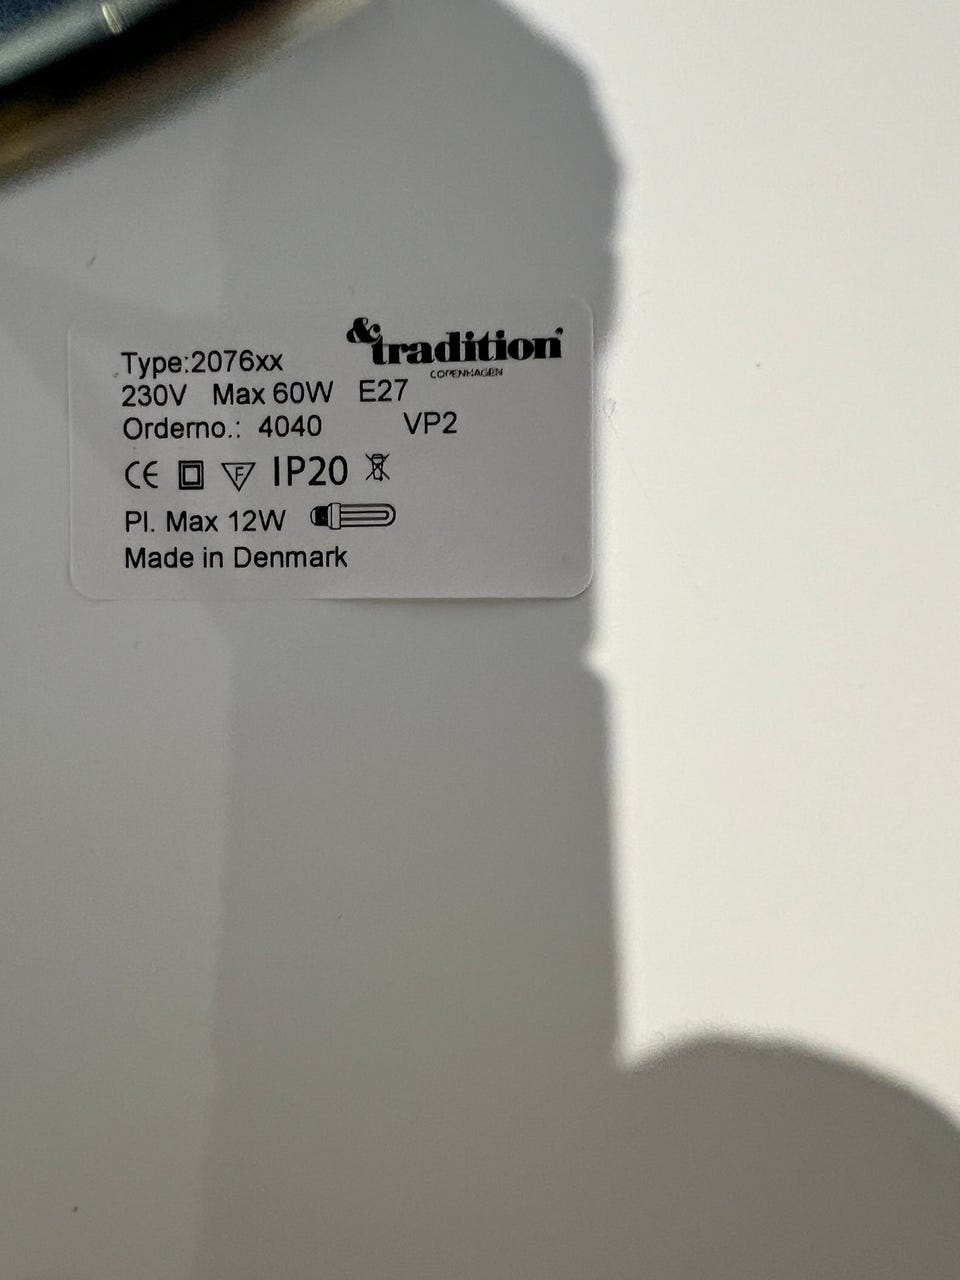 &tradition®
COPENHAGEN
Type:2076xx
230V Max 60W E27
Orderno.: 4040 VP2
CE F IP20
Pl. Max 12W
Made in Denmark